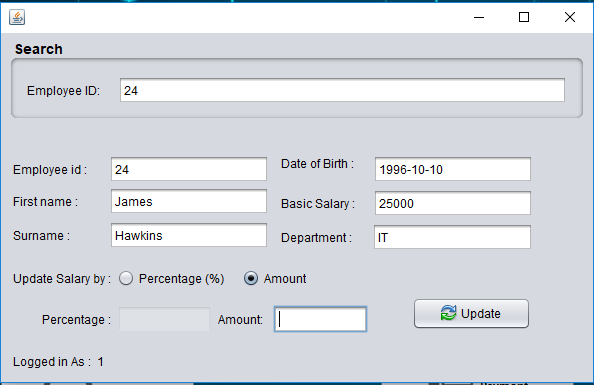 Search
Employee ID: 24
Employee id : 24 Date of Birth : 1996-10-10
First name : James Basic Salary : 25000
Surname : Hawkins Department : IT
Update Salary by : Percentage (%) Amount
Percentage : Amount: Update
Logged in As : 1